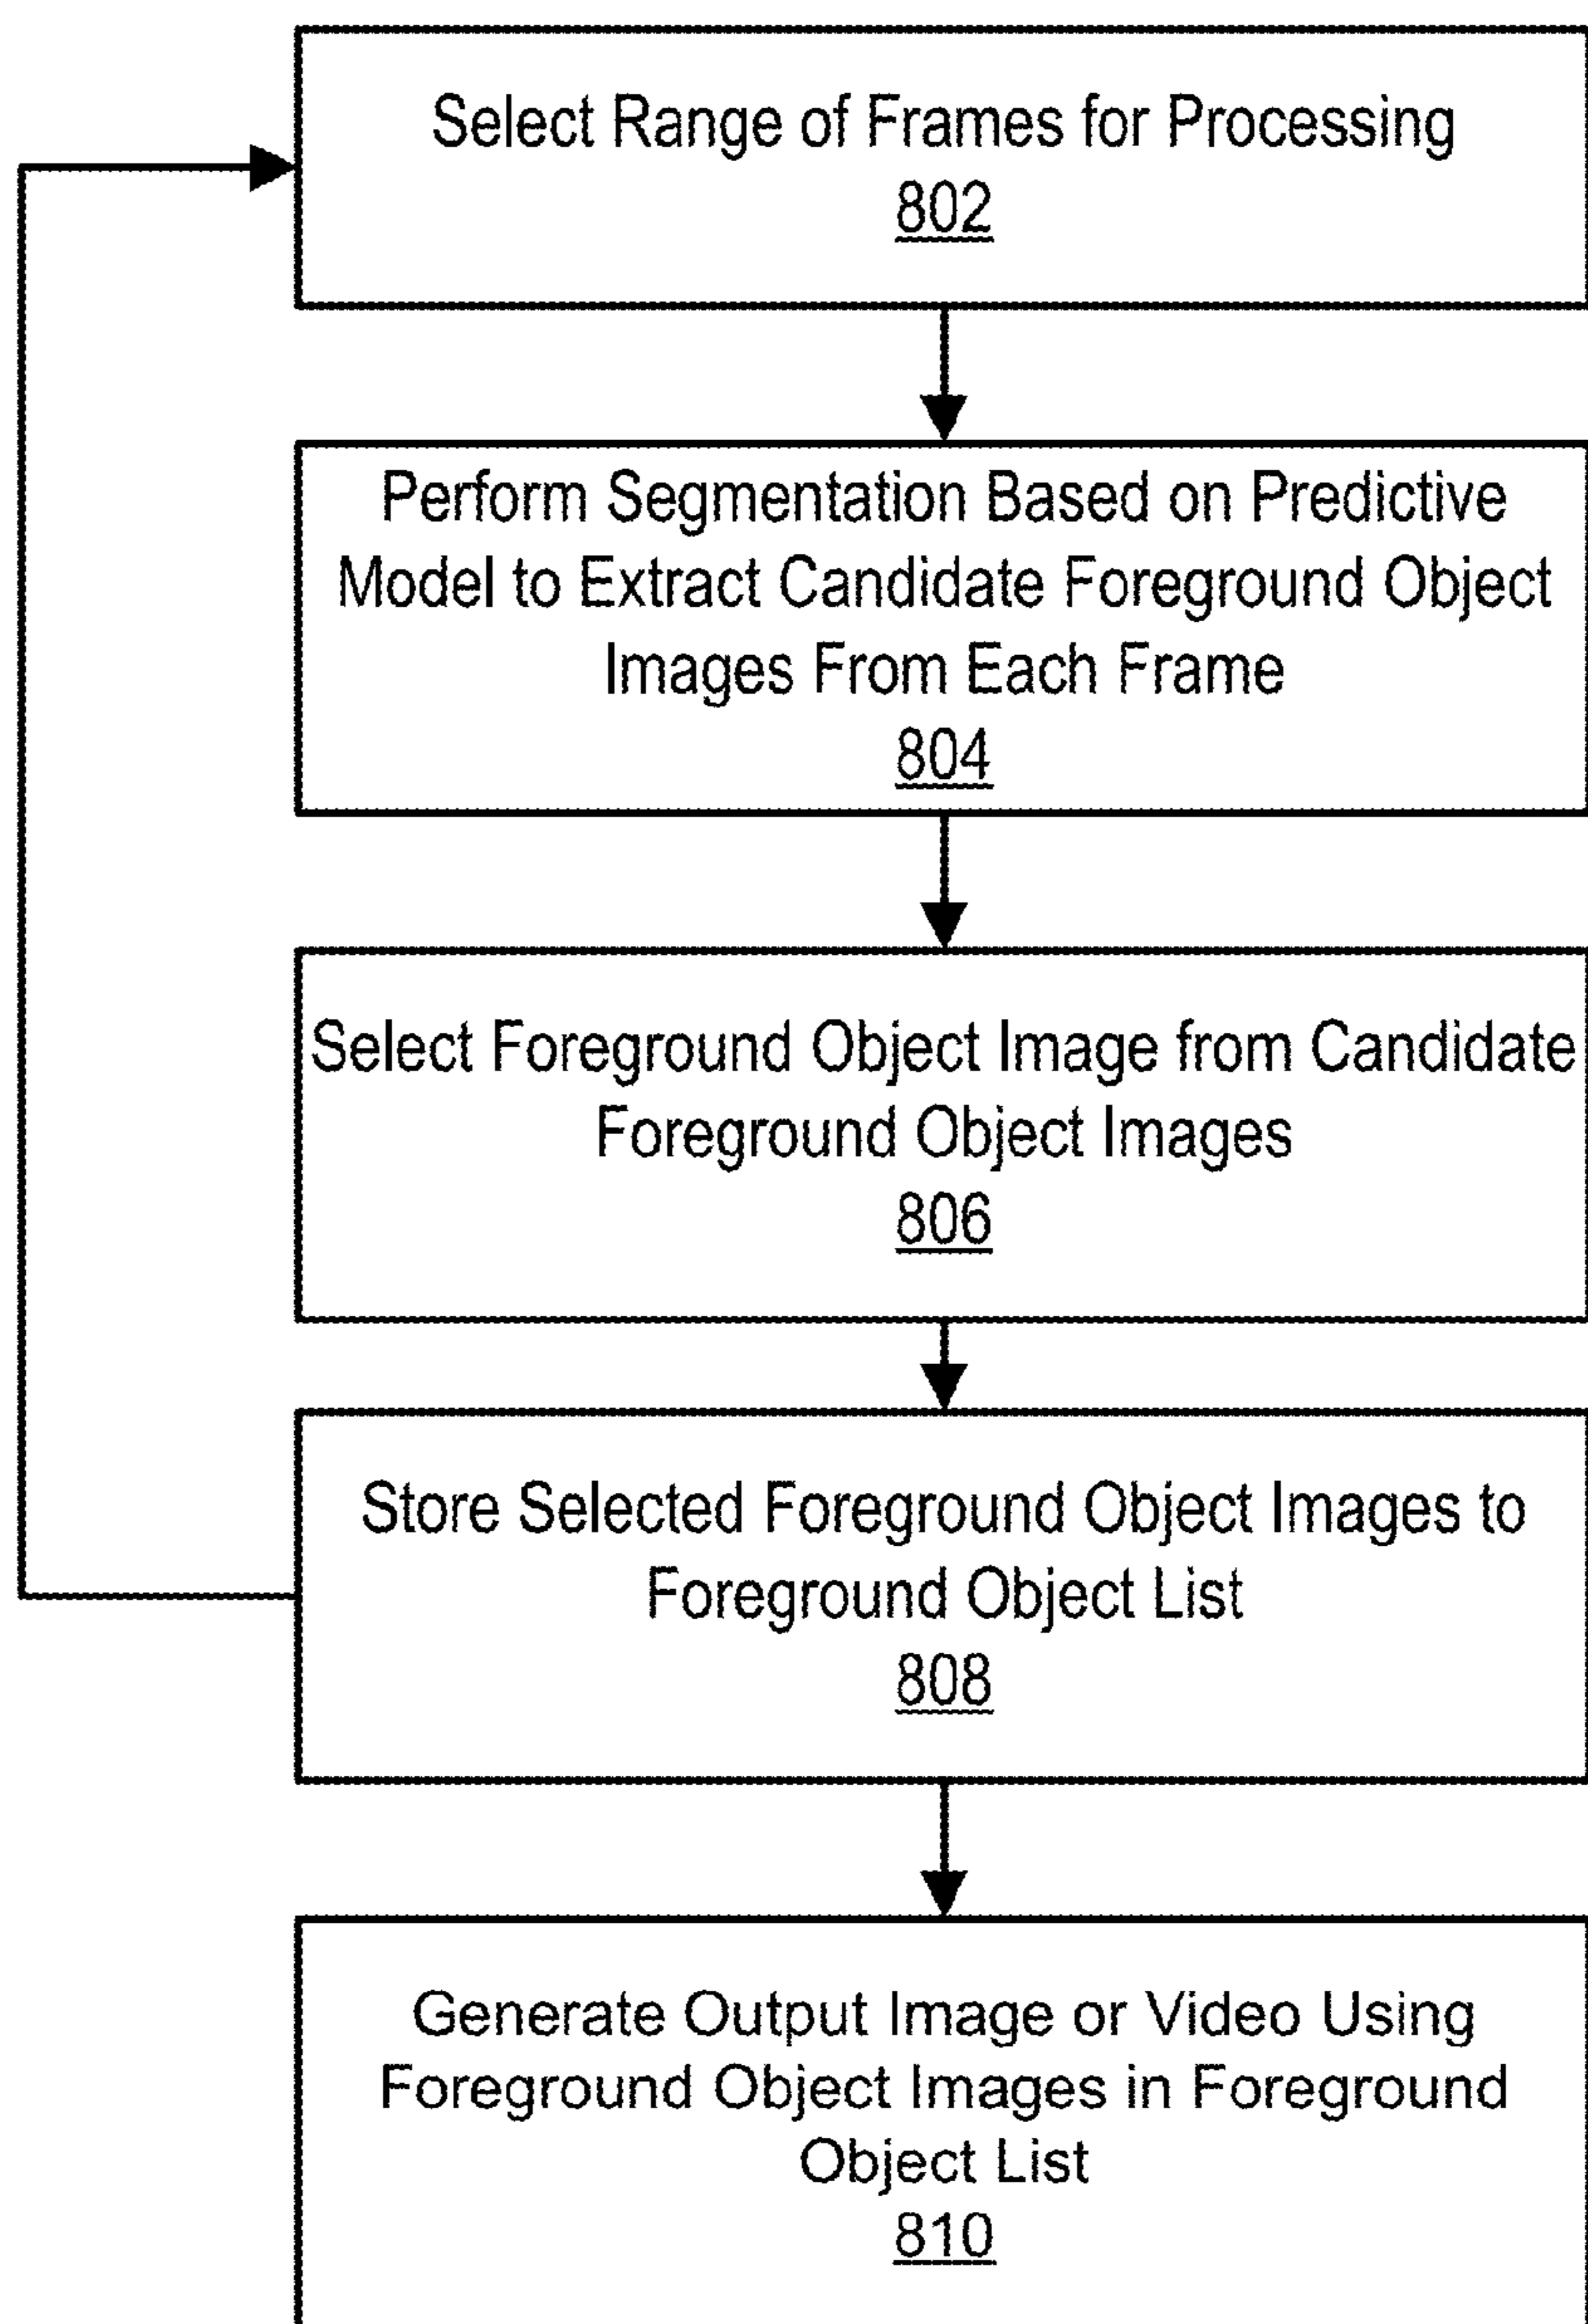 Select Range of Frames for Processing
802
Perform Segmentation Based on Predictive
Model to Extract Candidate Foreground Object
Images From Each Frame
804
Select Foreground Object Image from Candidate
Foreground Object Images
806
Store Selected Foreground Object Images to
Foreground Object List
808
Generate Output Image or Video Using
Foreground Object Images in Foreground
Object List
810